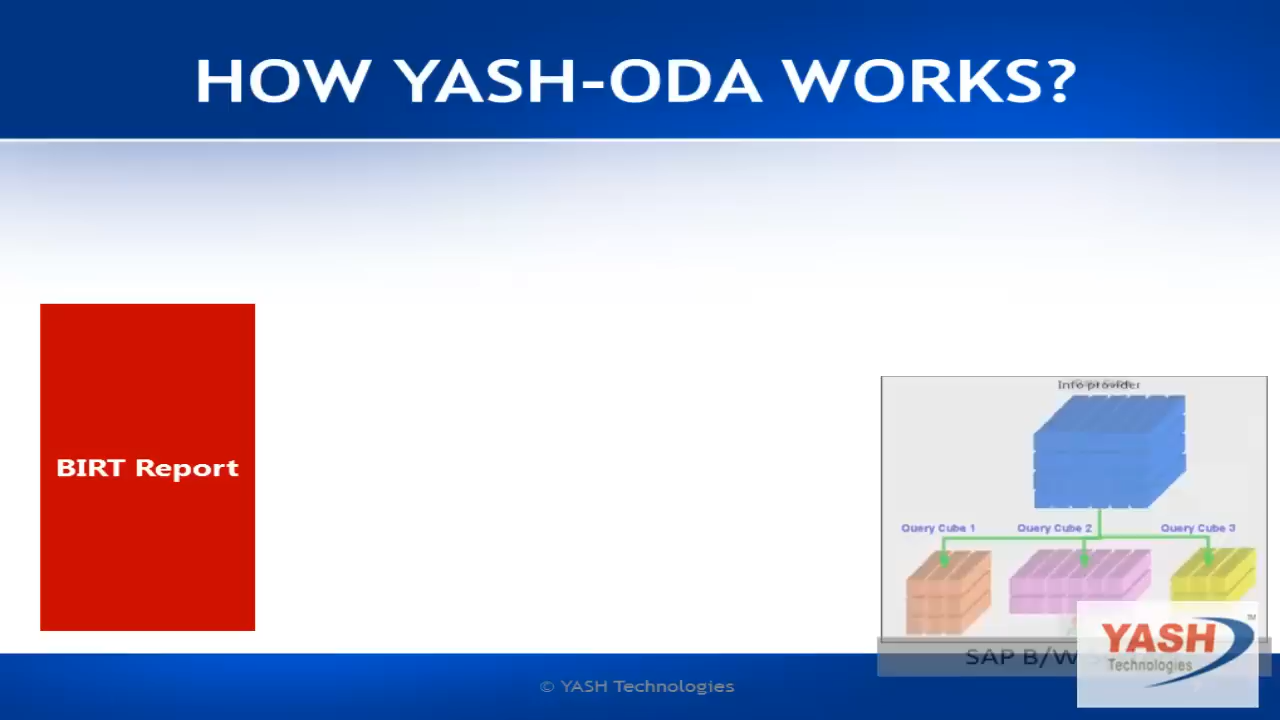 HOW YASH-ODA WORKS?
Info provider
Query Cube 1 Query Cube 2 Query Cube 3
BIRT Report
SAP B/W
YASH
TM
Technologies
© YASH Technologies